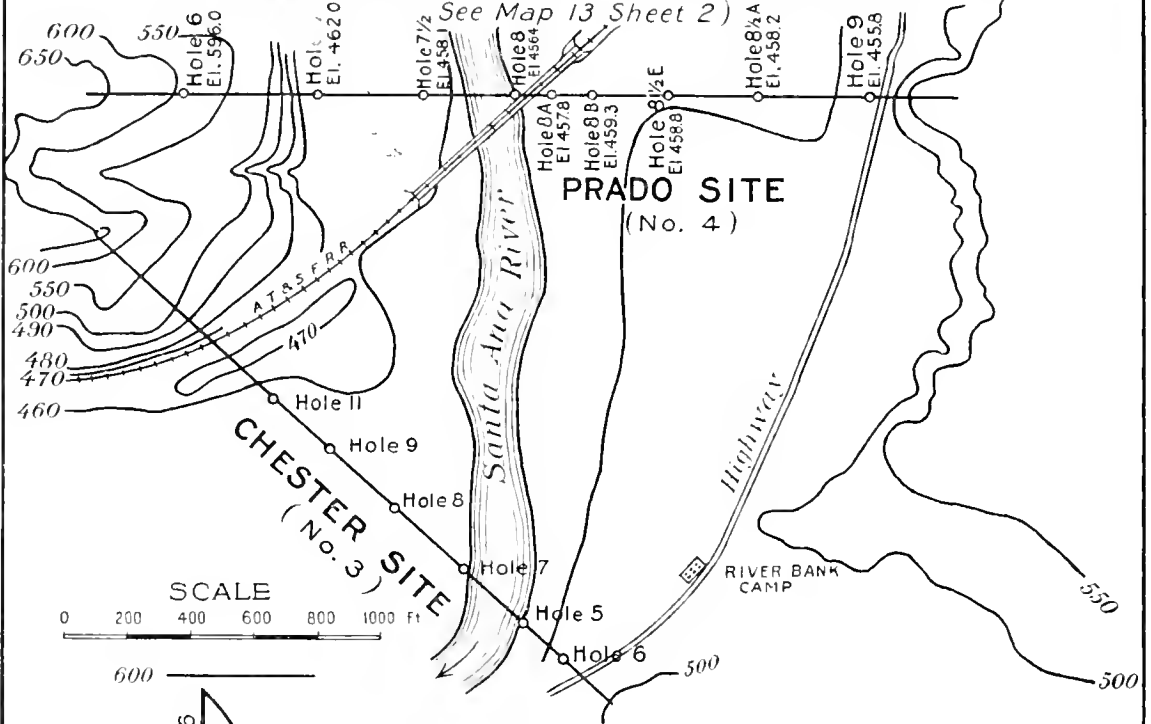 See Map 13 Sheet 2)
600
550
650
Hole 6
El. 596.0
Hole
El. 462.0
Hole 7½
El. 458.1
Hole 8
El 456.4
Hole 8A
El 457.8
Hole 8B
El. 459.3
Hole 8½E
El 458.8
Hole 8½A
El. 458.2
Hole 9
El. 455.8
PRADO SITE
(No. 4)
600
550
500
490
480
470
460
A T & S F R R
470
Santa Ana River
Highway
Hole 11
Hole 9
Hole 8
Hole 7
Hole 5
Hole 6
CHESTER SITE
(No. 3)
RIVER BANK
CAMP
550
500
500
SCALE
0 200 400 600 800 1000 Ft
600